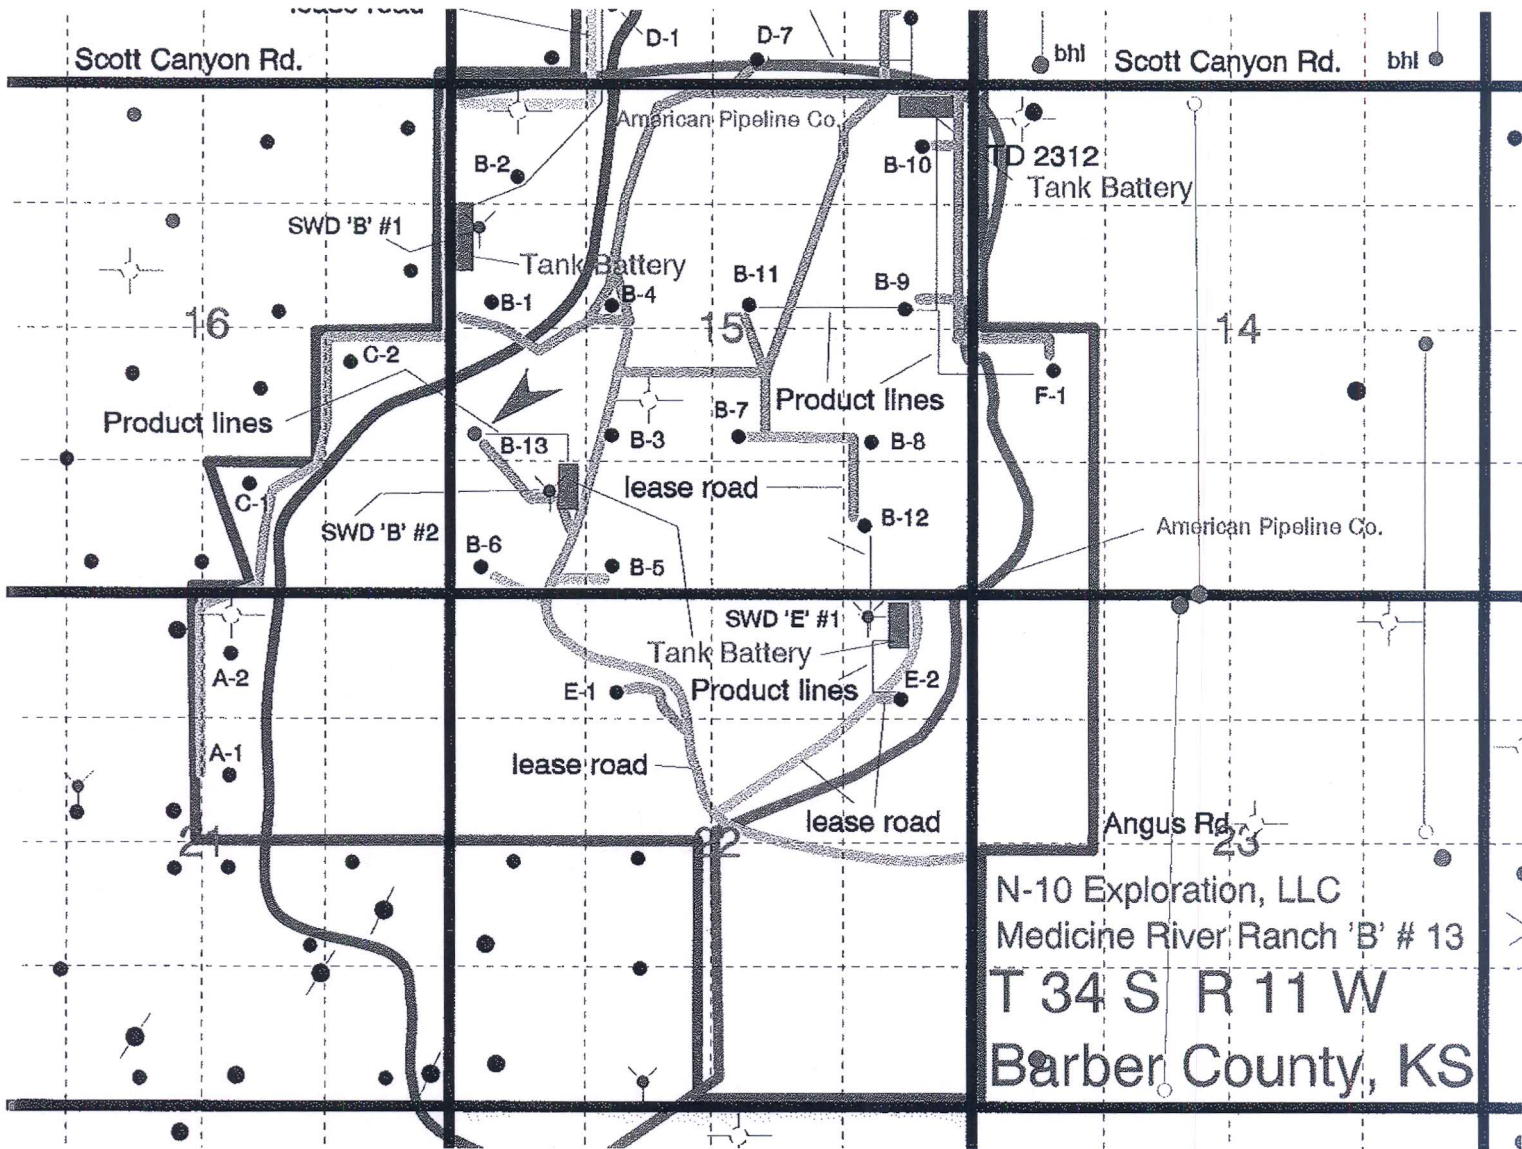 lease road
D-1
D-7
Scott Canyon Rd.
bhl
Scott Canyon Rd.
bhl
American Pipeline Co.
B-2
B-10
TD 2312
Tank Battery
SWD 'B' #1
Tank Battery
B-11
B-9
B-1
B-4
16
15
14
C-2
Product lines
Product lines
F-1
B-7
B-13
B-3
B-8
C-1
lease road
SWD 'B' #2
B-12
American Pipeline Co.
B-6
B-5
SWD 'E' #1
Tank Battery
A-2
E-1
Product lines
E-2
A-1
lease road
lease road
Angus Rd.
21
22
23
N-10 Exploration, LLC
Medicine River Ranch 'B' # 13
T 34 S R 11 W
Barber County, KS